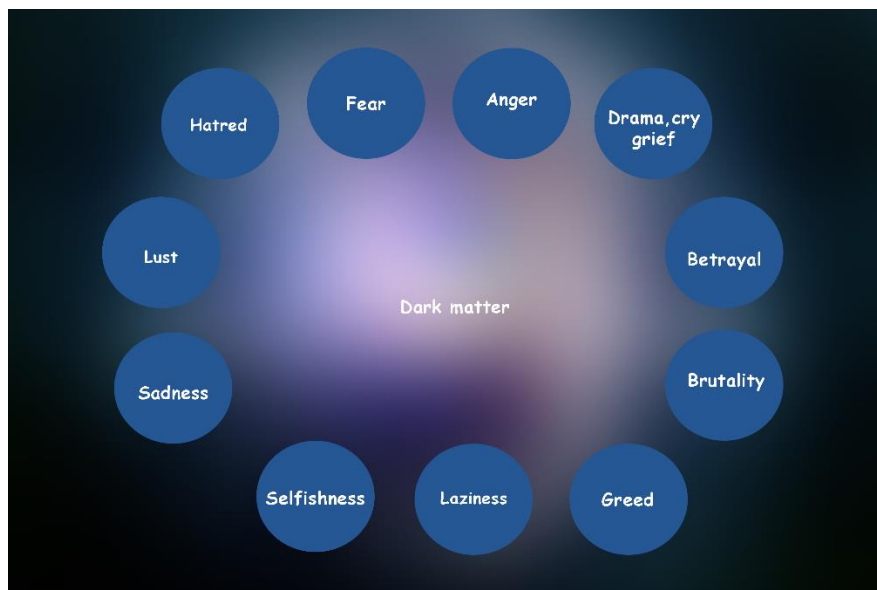 Hatred
Fear
Anger
Drama,cry
grief
Lust
Betrayal
Dark matter
Sadness
Brutality
Selfishness
Laziness
Greed